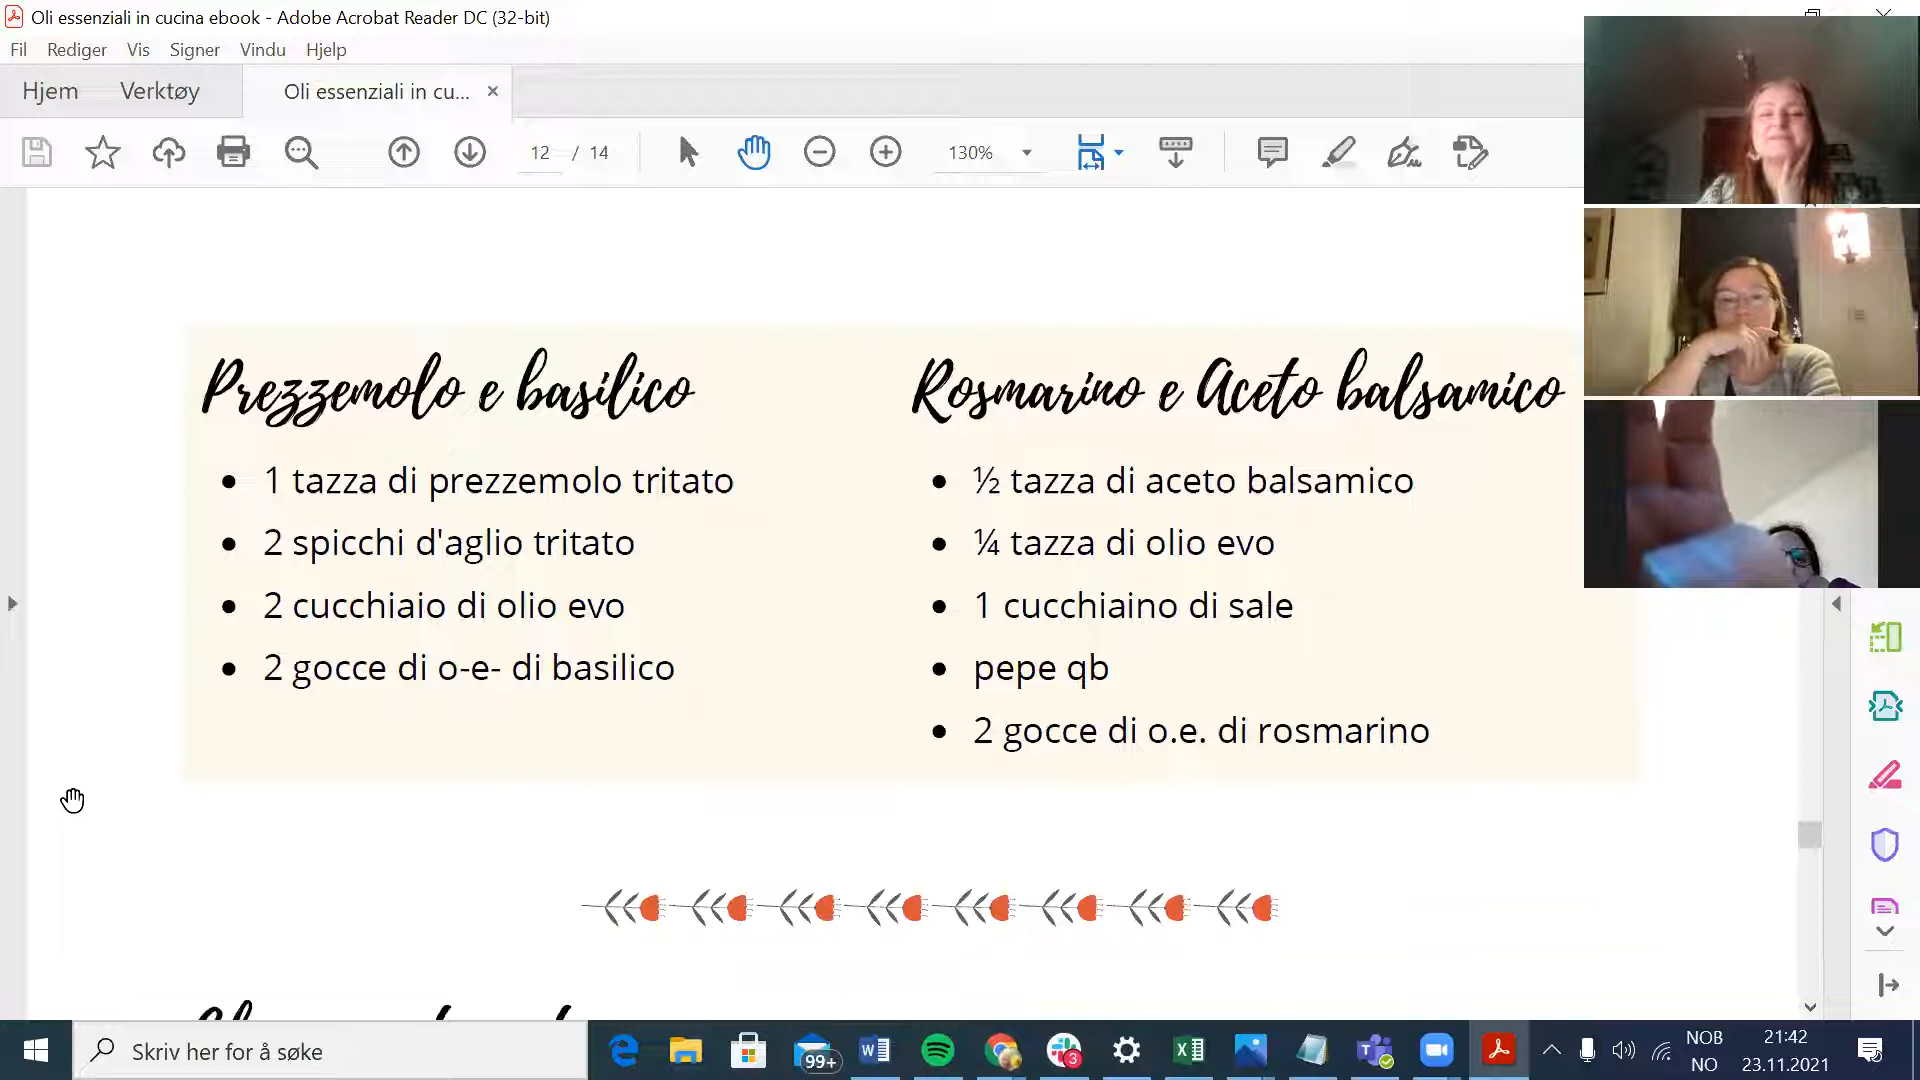 Oli essenziali in cucina ebook - Adobe Acrobat Reader DC (32-bit)
Fil Rediger Vis Signer Vindu Hjelp
Hjem Verktøy Oli essenziali in cu... ×
12 / 14 130%
Prezzemolo e basilico
1 tazza di prezzemolo tritato
2 spicchi d'aglio tritato
2 cucchiaio di olio evo
2 gocce di o-e- di basilico
Rosmarino e Aceto balsamico
½ tazza di aceto balsamico
¼ tazza di olio evo
1 cucchiaino di sale
pepe qb
2 gocce di o.e. di rosmarino
Skriv her for å søke
99+
3
NOB
NO
21:42
23.11.2021